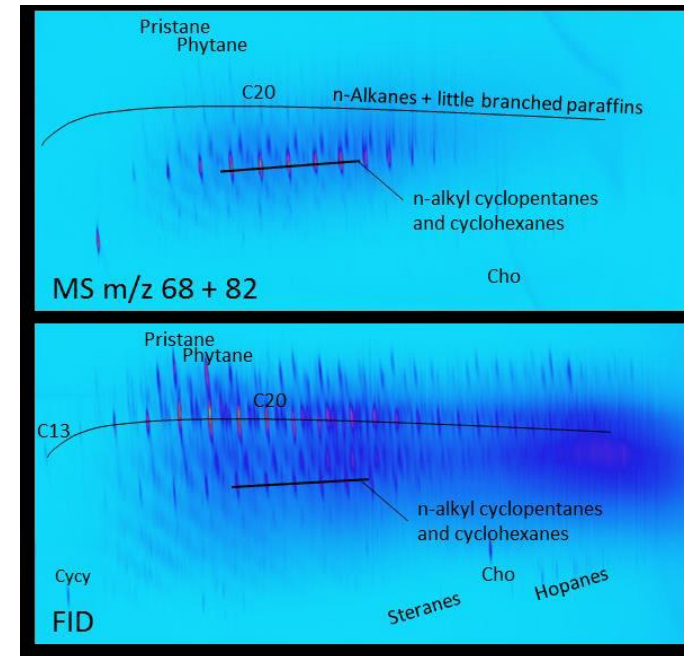 Pristane
Phytane
C20
n-Alkanes + little branched paraffins
n-alkyl cyclopentanes
and cyclohexanes
Cho
MS m/z 68 + 82
Pristane
Phytane
C20
C13
n-alkyl cyclopentanes
and cyclohexanes
Cho
Cycy
Steranes
Hopanes
FID